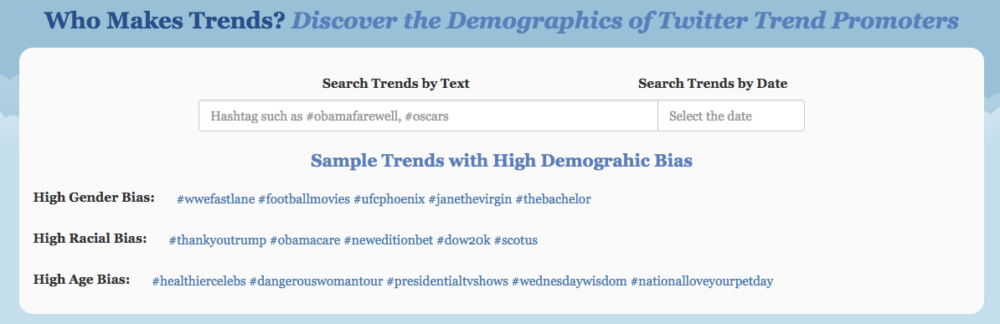 Who Makes Trends? Discover the Demographics of Twitter Trend Promoters
Search Trends by Text Search Trends by Date
Hashtag such as #obamafarewell, #oscars Select the date
Sample Trends with High Demograhic Bias
High Gender Bias: #wwefastlane #footballmovies #ufcphoenix #janethevirgin #thebachelor
High Racial Bias: #thankyoutrump #obamacare #neweditionbet #dow20k #scotus
High Age Bias: #healthiercelebs #dangerouswomantour #presidentialtvshows #wednesdaywisdom #nationalloveyourpetday